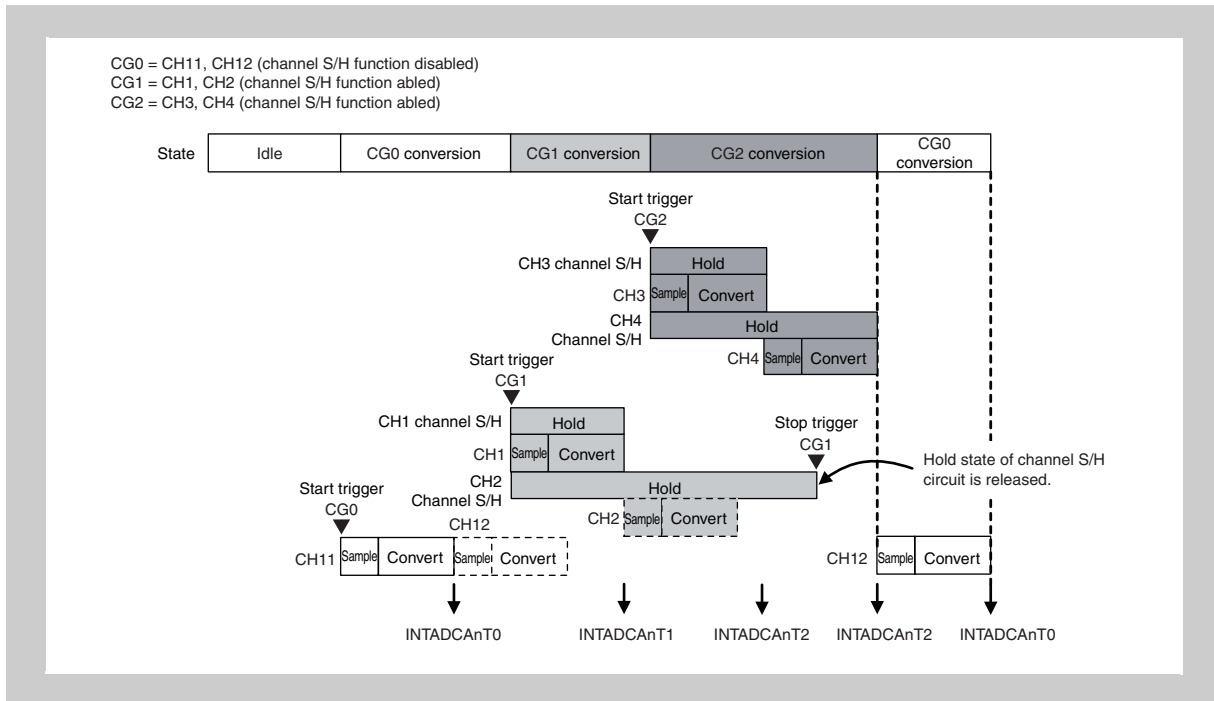 CG0 = CH11, CH12 (channel S/H function disabled)
CG1 = CH1, CH2 (channel S/H function abled)
CG2 = CH3, CH4 (channel S/H function abled)
State Idle CG0 conversion CG1 conversion CG2 conversion CG0
conversion
Start trigger
CG2
CH3 channel S/H Hold
CH3 Sample Convert
CH4
Channel S/H Hold
CH4 Sample Convert
Start trigger
CG1
CH1 channel S/H Hold
CH1 Sample Convert
Stop trigger
CG1
CH2
Channel S/H Hold
Hold state of channel S/H
circuit is released.
CH2 Sample Convert
Start trigger
CG0
CH12
CH11 Sample Convert Sample Convert
CH12 Sample Convert
INTADCAnT0 INTADCAnT1 INTADCAnT2 INTADCAnT2 INTADCAnT0